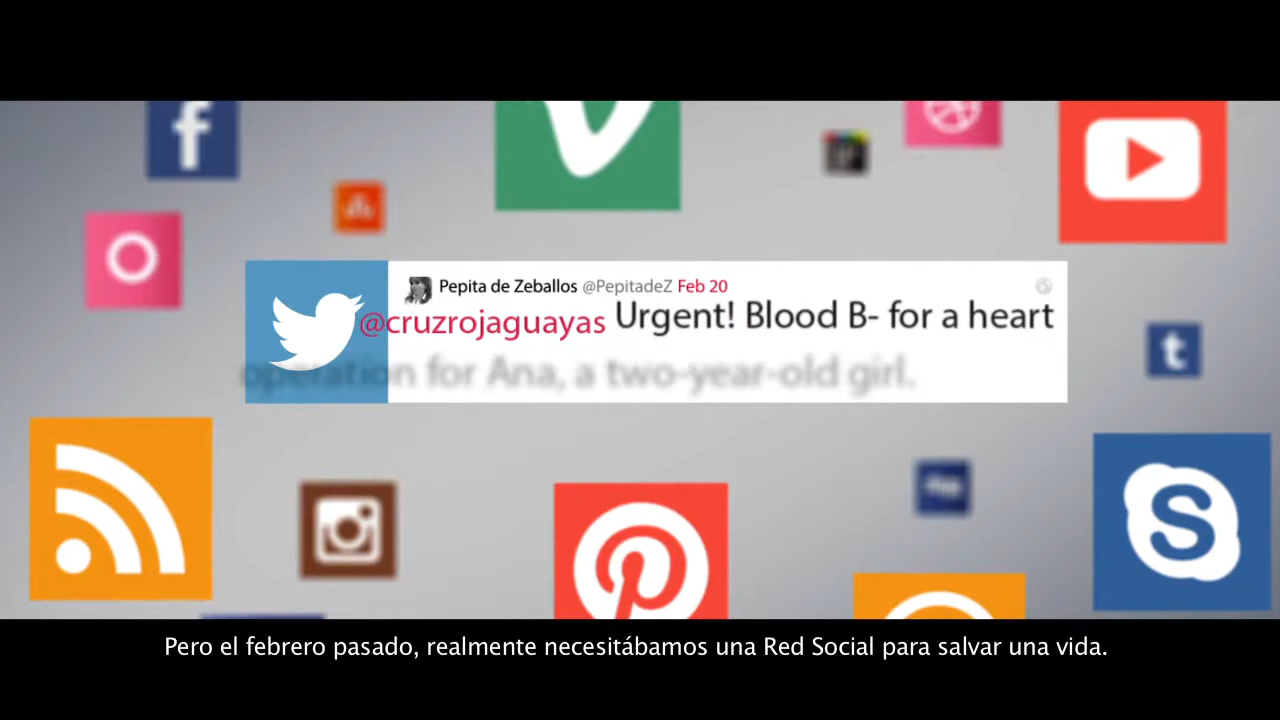 Pepita de Zeballos @PepitadeZ Feb 20
@cruzrojaguayas Urgent! Blood B- for a heart
operation for Ana, a two-year-old girl.
Pero el febrero pasado, realmente necesitábamos una Red Social para salvar una vida.